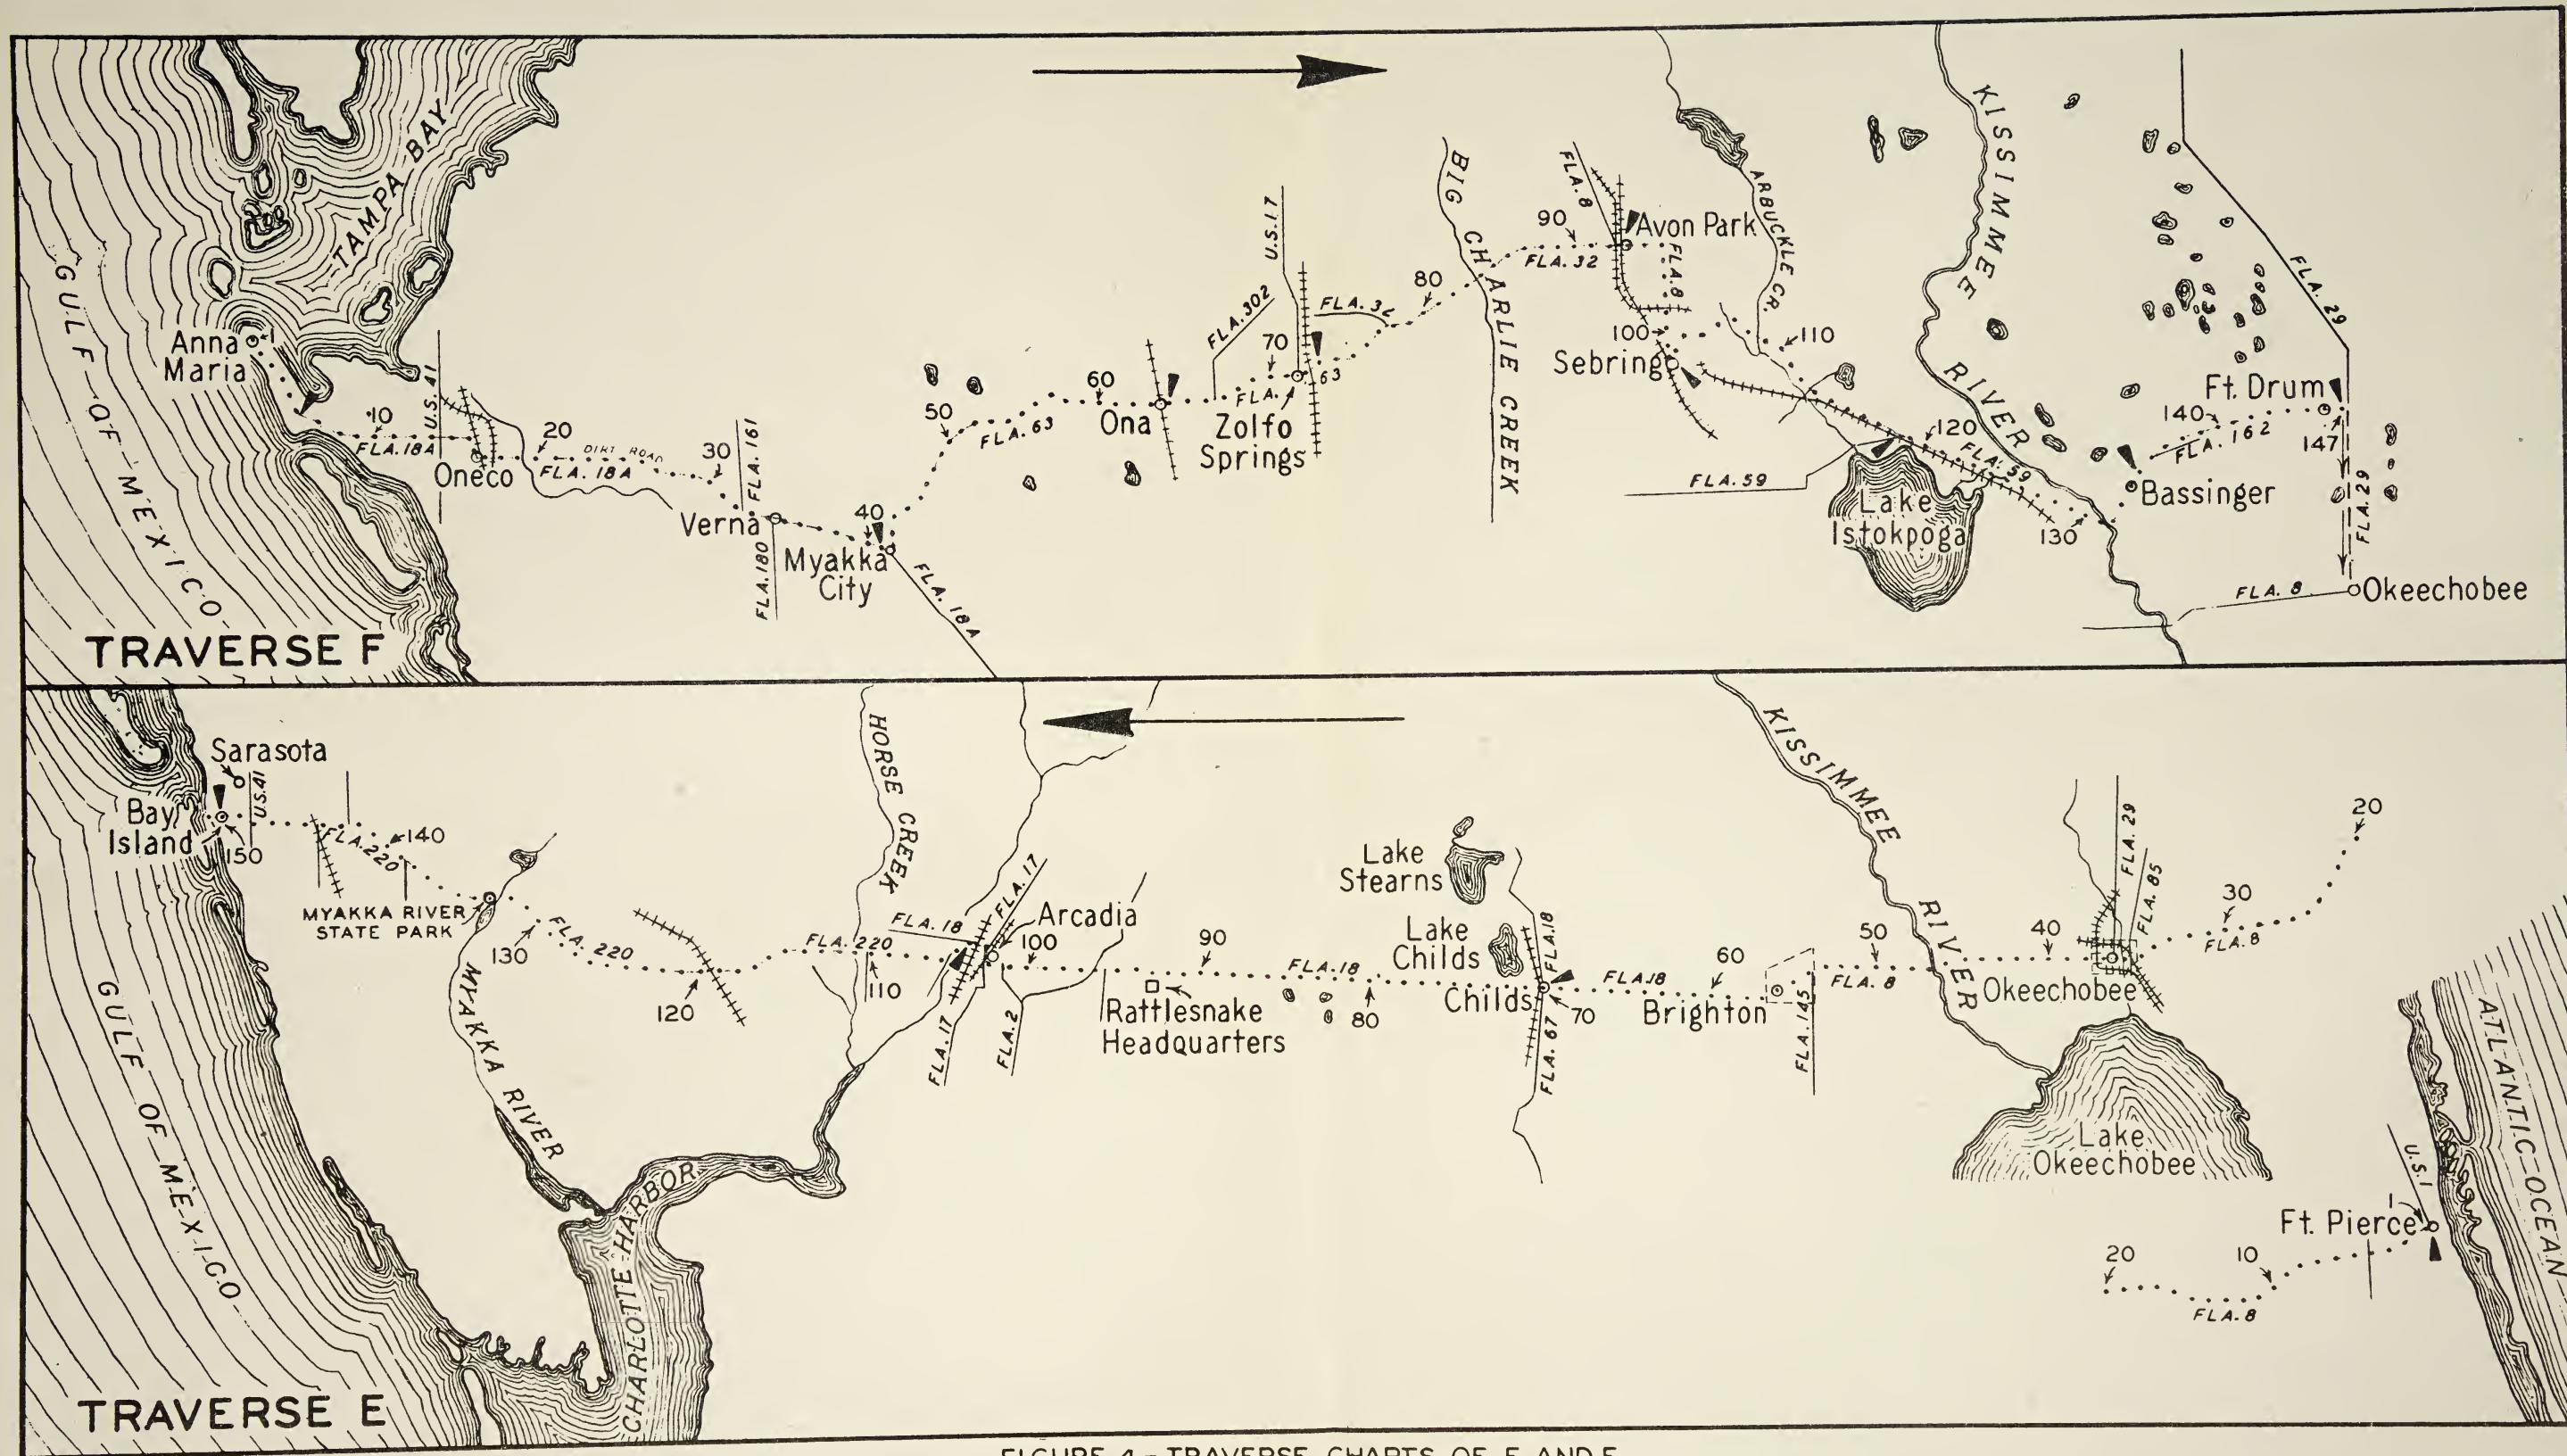 TAMPA BAY
GULF OF MEXICO
Anna
Maria
1
10
FLA. 18A
U.S. 41
Oneco
20
DIRT ROAD
FLA. 18A
30
FLA. 161
Verna
FLA. 180
40
Myakka
City
FLA. 18A
50
FLA. 63
60
Ona
FLA. 302
U.S. 17
70
FLA.
63
Zolfo
Springs
80
BIG CHARLIE CREEK
90
FLA. 32
FLA. 8
Avon Park
FLA. 8
ARBUCKLE CR.
100
Sebring
110
FLA. 59
Lake
Istokpoga
120
FLA. 59
130
KISSIMMEE RIVER
Bassinger
140
FLA. 162
Ft. Drum
147
FLA. 29
FLA. 29
FLA. 8
Okeechobee
TRAVERSE F
Sarasota
U.S. 41
Bay
Island
150
FLA. 220
140
MYAKKA RIVER
STATE PARK
130
FLA. 220
MYAKKA RIVER
120
HORSE CREEK
FLA. 220
110
FLA. 18
FLA. 17
Arcadia
100
FLA. 17
FLA. 2
90
Rattlesnake
Headquarters
FLA. 18
80
Lake
Stearns
Lake
Childs
Childs
FLA. 18
FLA. 67
70
FLA. 18
60
Brighton
FLA. 145
50
FLA. 8
KISSIMMEE RIVER
40
Okeechobee
FLA. 29
FLA. 85
30
FLA. 8
20
Lake
Okeechobee
ATLANTIC OCEAN
U.S. 1
1
Ft. Pierce
20
10
FLA. 8
GULF OF MEXICO
CHARLOTTE HARBOR
TRAVERSE E